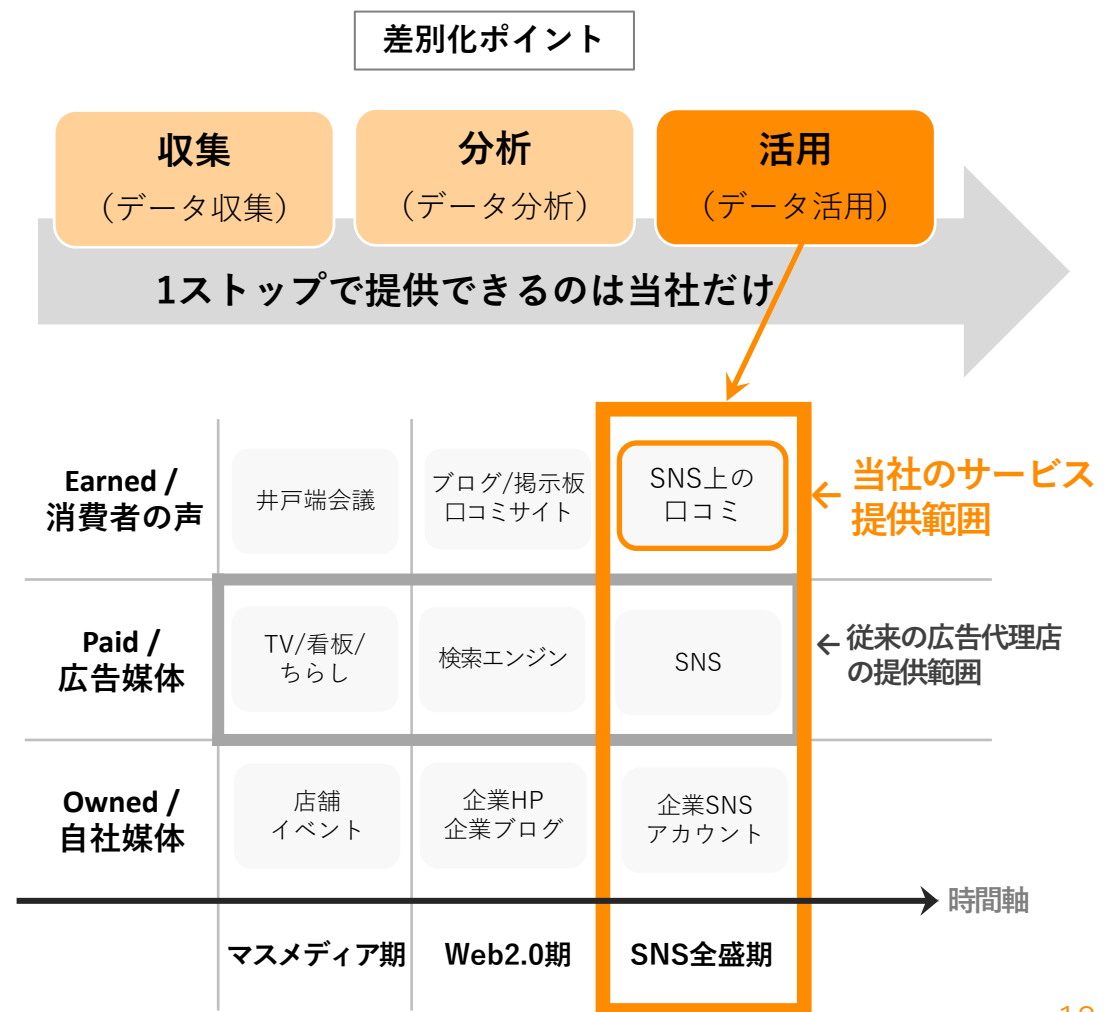 差別化ポイント
収集
（データ収集）
分析
（データ分析）
活用
（データ活用）
1ストップで提供できるのは当社だけ
Earned /
消費者の声
井戸端会議
ブログ/掲示板
口コミサイト
SNS上の
口コミ
←当社のサービス
提供範囲
Paid /
広告媒体
TV/看板/
ちらし
検索エンジン
SNS
←従来の広告代理店
の提供範囲
Owned /
自社媒体
店舗
イベント
企業HP
企業ブログ
企業SNS
アカウント
時間軸
マスメディア期
Web2.0期
SNS全盛期